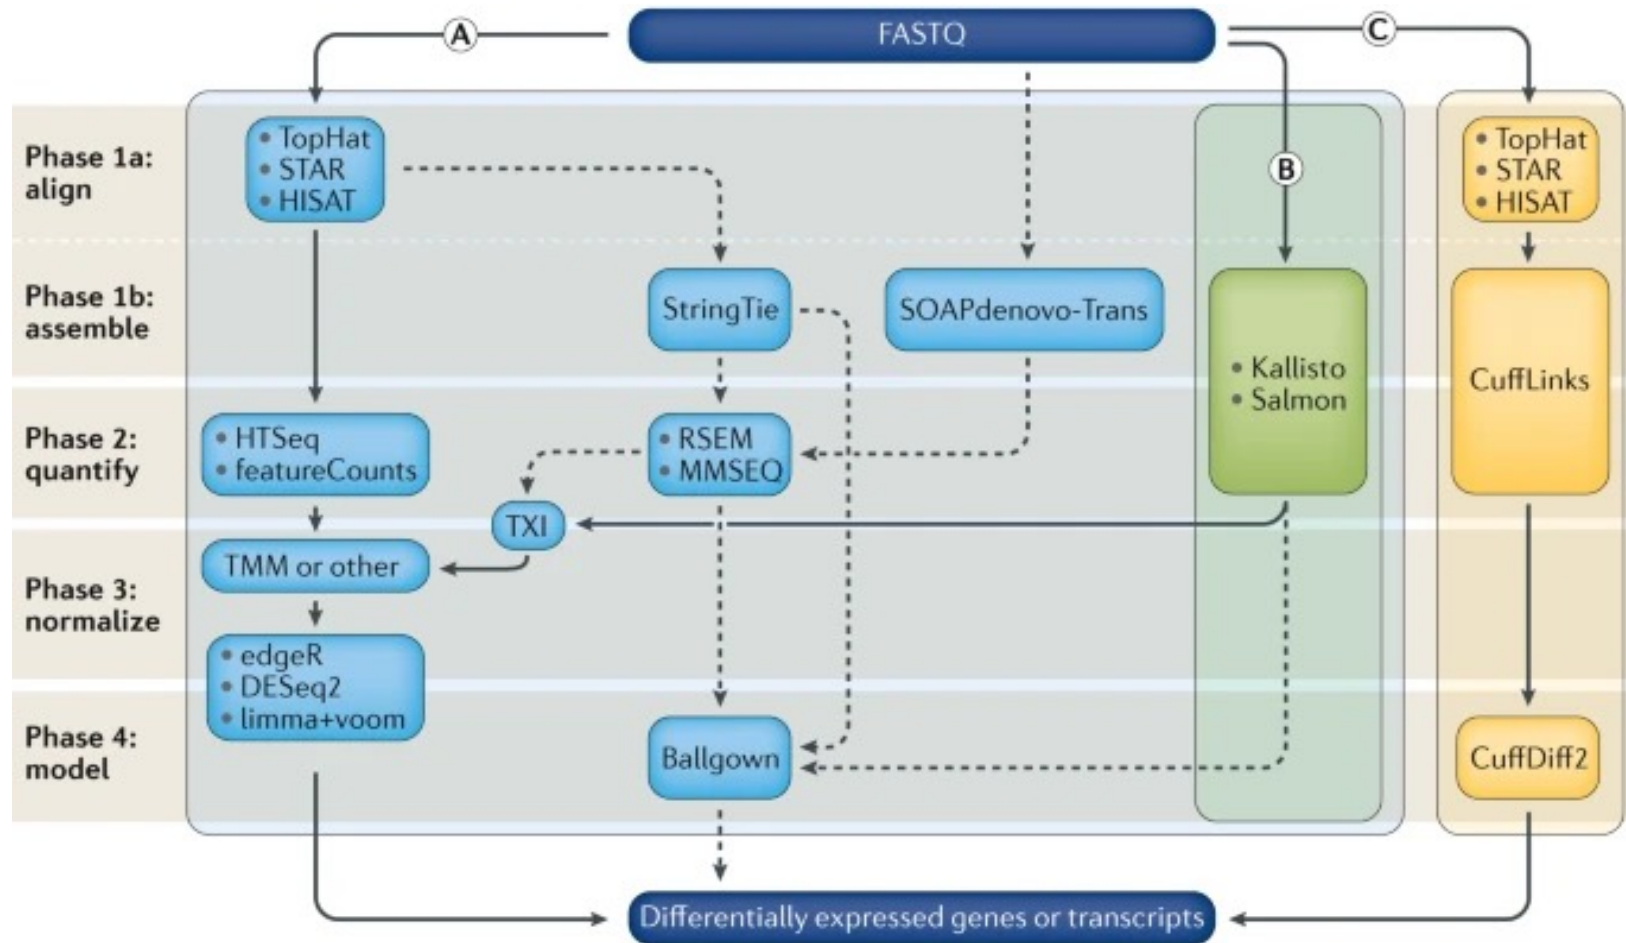 FASTQ
A
C
B
Phase 1a:
align
• TopHat
• STAR
• HISAT
• TopHat
• STAR
• HISAT
Phase 1b:
assemble
StringTie
SOAPdenovo-Trans
• Kallisto
• Salmon
CuffLinks
Phase 2:
quantify
• HTSeq
• featureCounts
• RSEM
• MMSEQ
TXI
Phase 3:
normalize
TMM or other
• edgeR
• DESeq2
• limma+voom
Phase 4:
model
Ballgown
CuffDiff2
Differentially expressed genes or transcripts